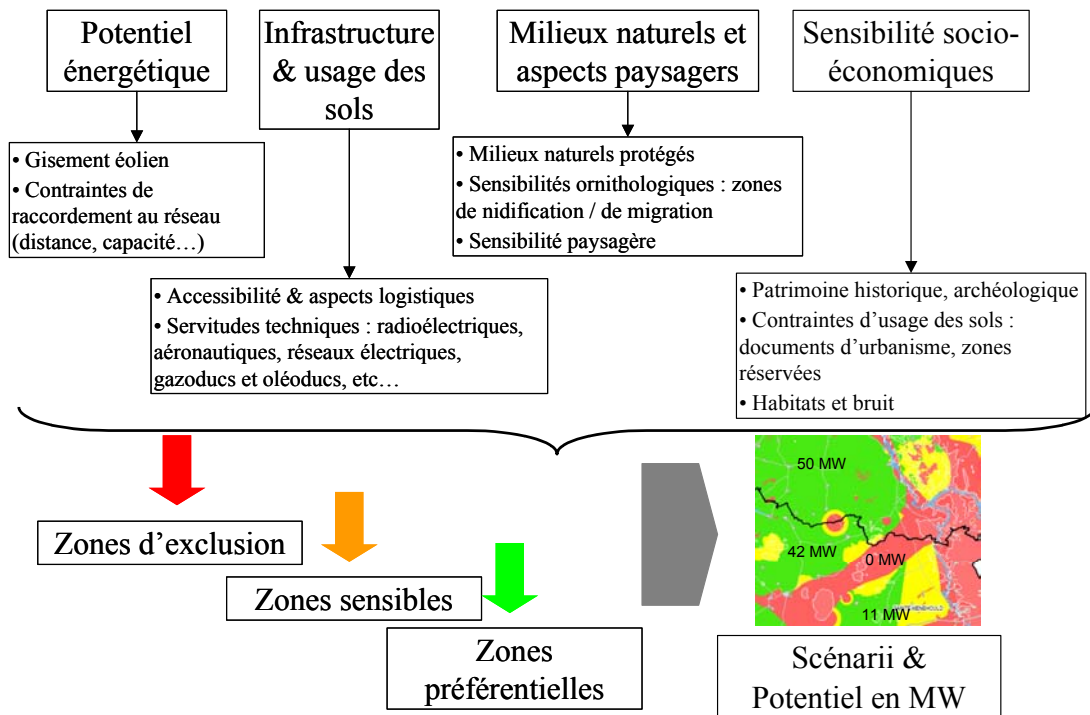 Potentiel
énergétique
Infrastructure
& usage des
sols
Milieux naturels et
aspects paysagers
Sensibilité socio-
économiques
• Gisement éolien
• Contraintes de
raccordement au réseau
(distance, capacité…)
• Milieux naturels protégés
• Sensibilités ornithologiques : zones
de nidification / de migration
• Sensibilité paysagère
• Accessibilité & aspects logistiques
• Servitudes techniques : radioélectriques,
aéronautiques, réseaux électriques,
gazoducs et oléoducs, etc…
• Patrimoine historique, archéologique
• Contraintes d’usage des sols :
documents d’urbanisme, zones
réservées
• Habitats et bruit
50 MW
42 MW
0 MW
11 MW
Zones d’exclusion
Zones sensibles
Zones
préférentielles
Scénarii &
Potentiel en MW